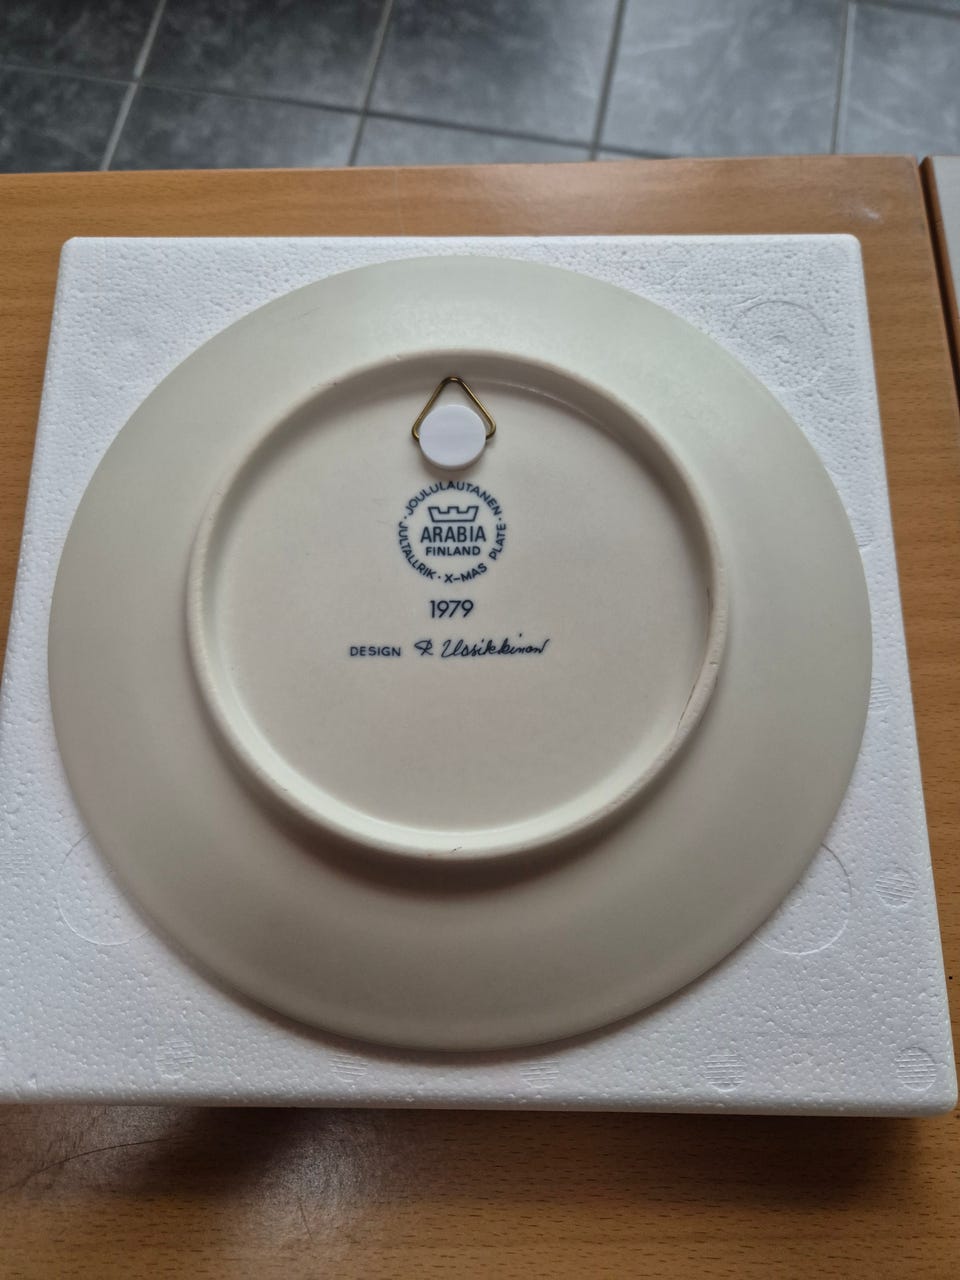 JOULULAUTANEN · X-MAS PLATE · JULTALLRIK ·
ARABIA
FINLAND
1979
DESIGN R Uosikkinen